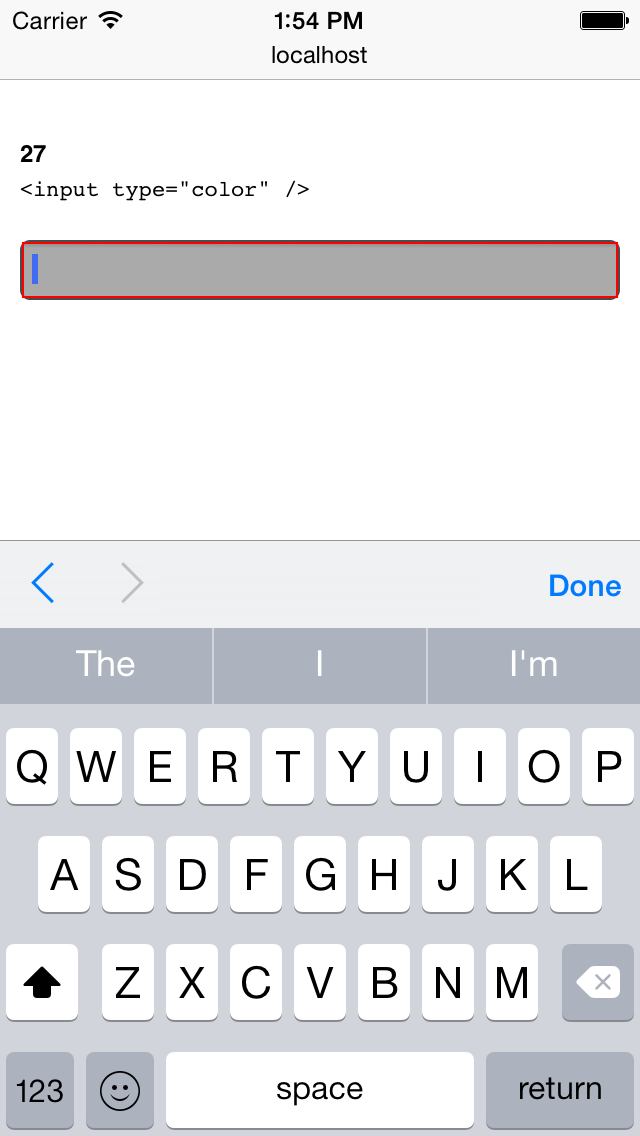 Carrier 1:54 PM
localhost
27
<input type="color" />
Done
The I I'm
Q W E R T Y U I O P
A S D F G H J K L
Z X C V B N M
123 space return